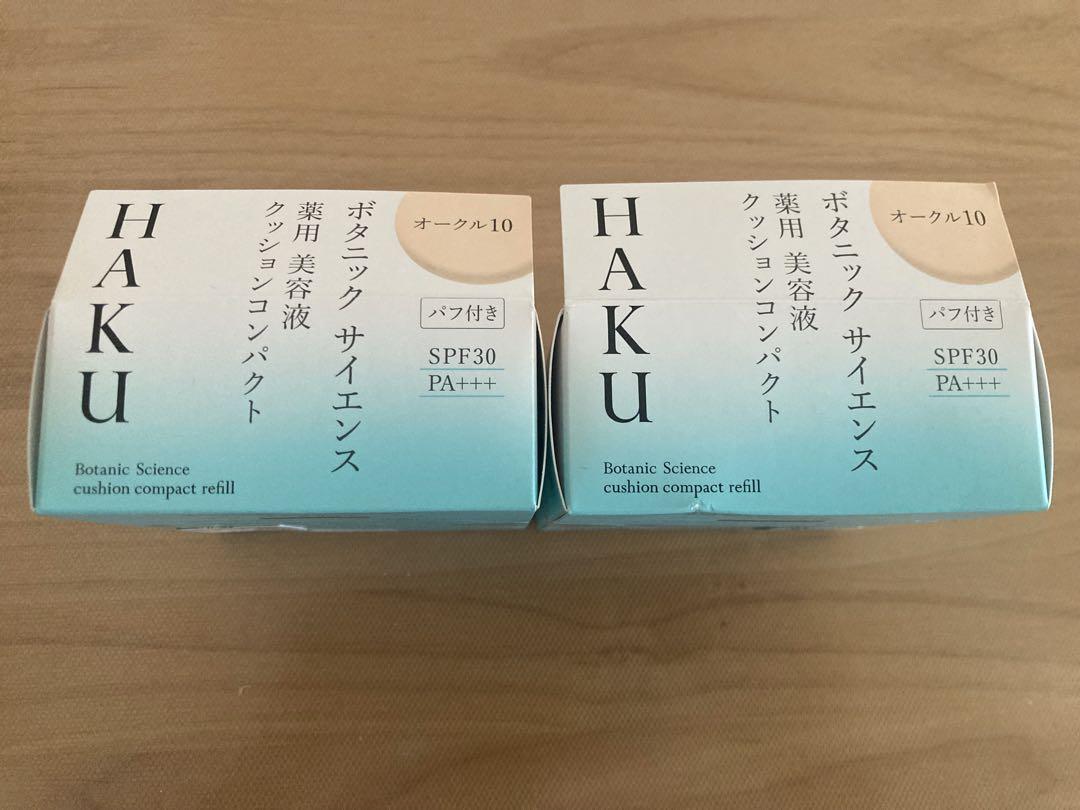 HAKU
ボタニック サイエンス
薬用 美容液
クッションコンパクト
オークル10
パフ付き
SPF30
PA+++
Botanic Science
cushion compact refill
HAKU
ボタニック サイエンス
薬用 美容液
クッションコンパクト
オークル10
パフ付き
SPF30
PA+++
Botanic Science
cushion compact refill